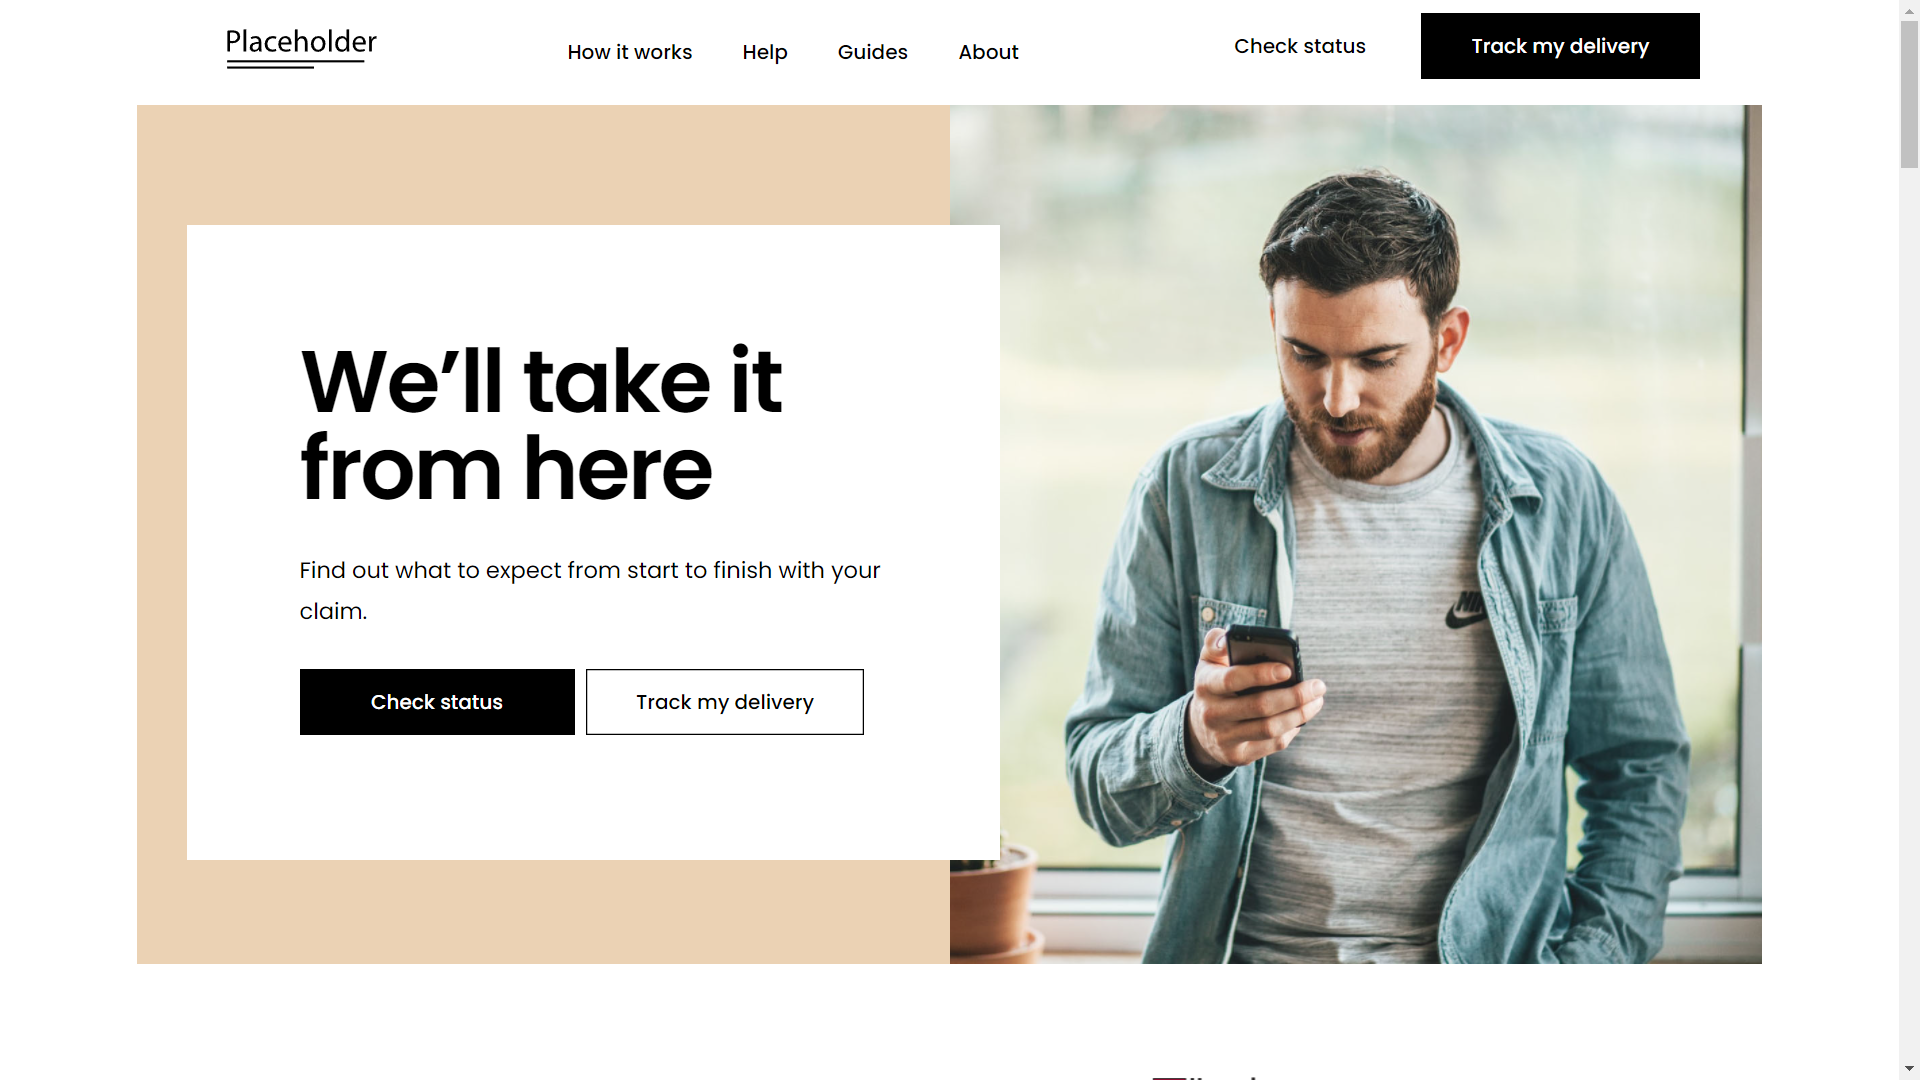 Placeholder
How it works
Help
Guides
About
Check status
Track my delivery
We’ll take it
from here
Find out what to expect from start to finish with your
claim.
Check status
Track my delivery